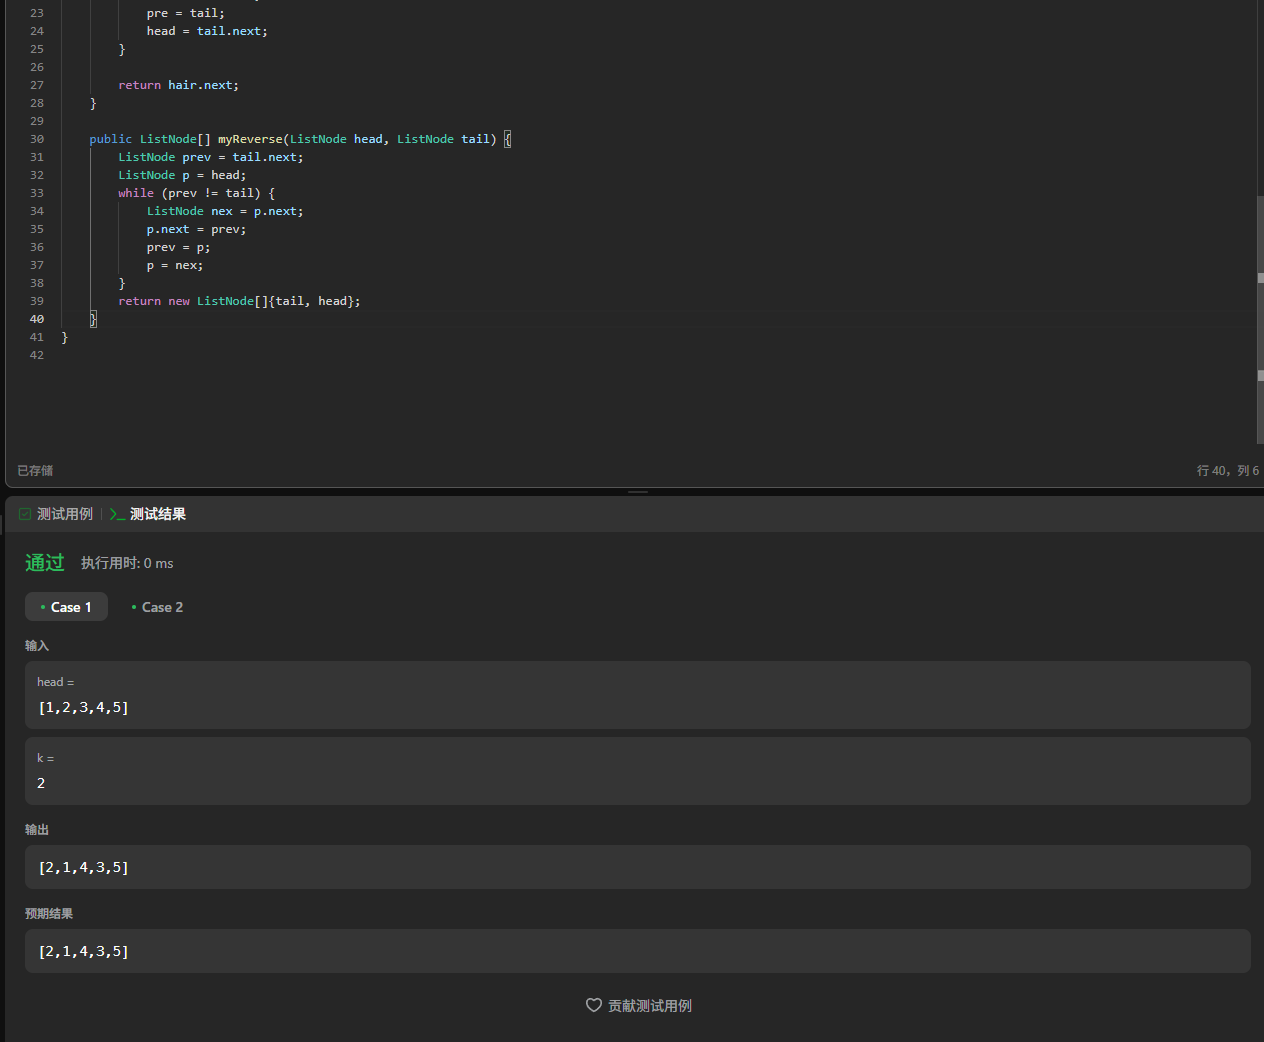 23 pre = tail;
24 head = tail.next;
25 }
26
27 return hair.next;
28 }
29
30 public ListNode[] myReverse(ListNode head, ListNode tail) {
31 ListNode prev = tail.next;
32 ListNode p = head;
33 while (prev != tail) {
34 ListNode nex = p.next;
35 p.next = prev;
36 prev = p;
37 p = nex;
38 }
39 return new ListNode[]{tail, head};
40 }
41 }
42
已存储 行 40, 列 6
测试用例 | >_ 测试结果
通过 执行用时: 0 ms
• Case 1 • Case 2
输入
head =
[1,2,3,4,5]
k =
2
输出
[2,1,4,3,5]
预期结果
[2,1,4,3,5]
贡献测试用例